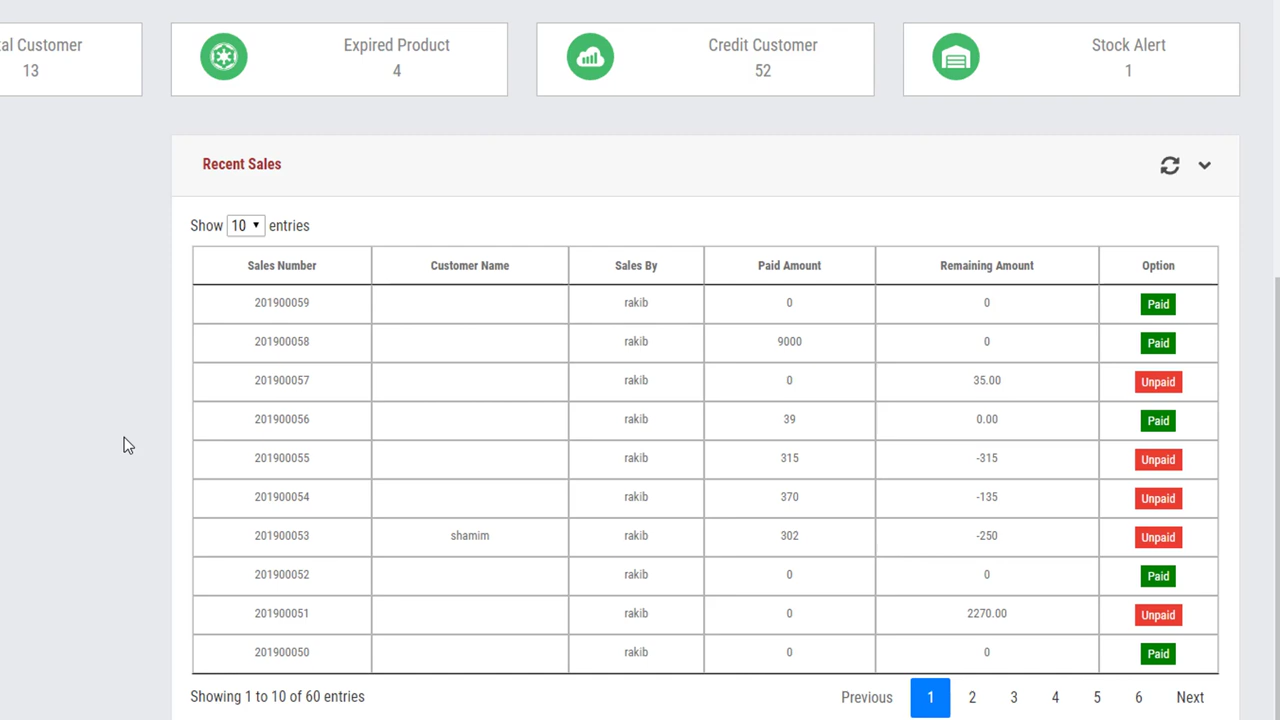 al Customer
13
Expired Product
4
Credit Customer
52
Stock Alert
1
Recent Sales
Show 10 entries
Sales Number Customer Name Sales By Paid Amount Remaining Amount Option
201900059 rakib 0 0 Paid
201900058 rakib 9000 0 Paid
201900057 rakib 0 35.00 Unpaid
201900056 rakib 39 0.00 Paid
201900055 rakib 315 -315 Unpaid
201900054 rakib 370 -135 Unpaid
201900053 shamim rakib 302 -250 Unpaid
201900052 rakib 0 0 Paid
201900051 rakib 0 2270.00 Unpaid
201900050 rakib 0 0 Paid
Showing 1 to 10 of 60 entries
Previous 1 2 3 4 5 6 Next